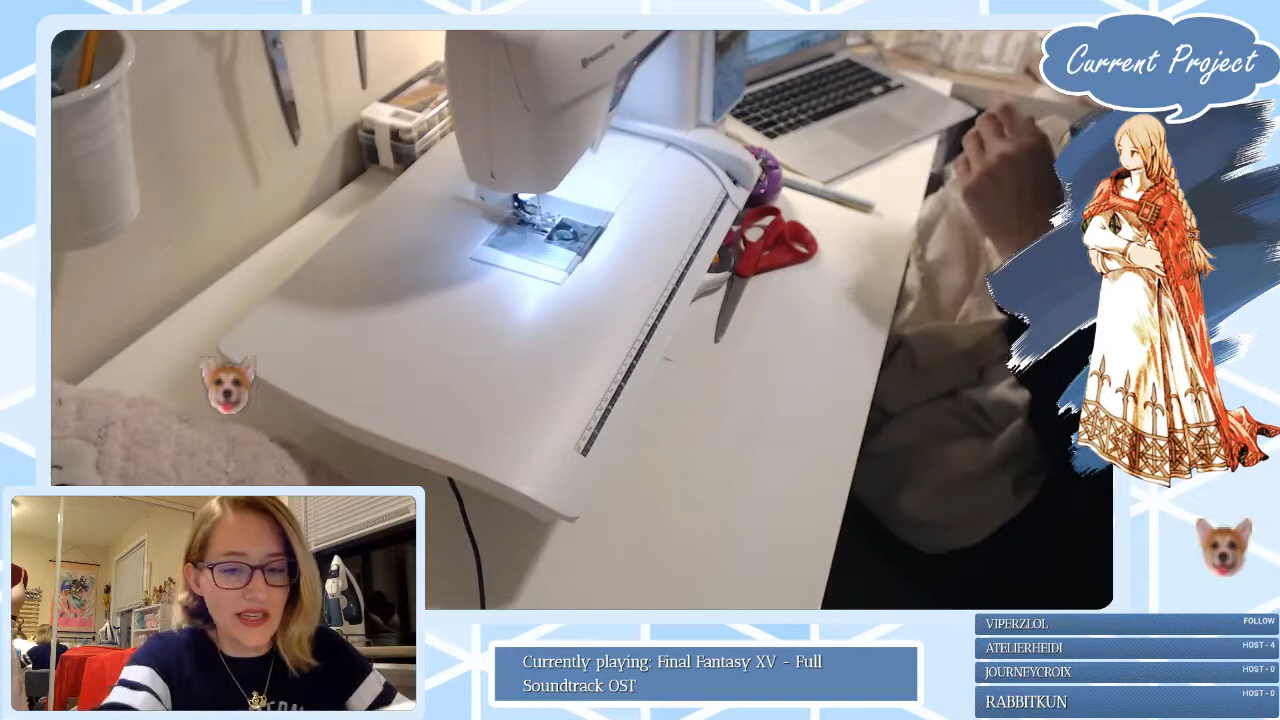 Current Project
Currently playing: Final Fantasy XV - Full
Soundtrack OST
VIPERZLOL FOLLOW
ATELIERHEIDI HOST - 4
JOURNEYCROIX HOST - 0
RABBITKUN HOST - 0